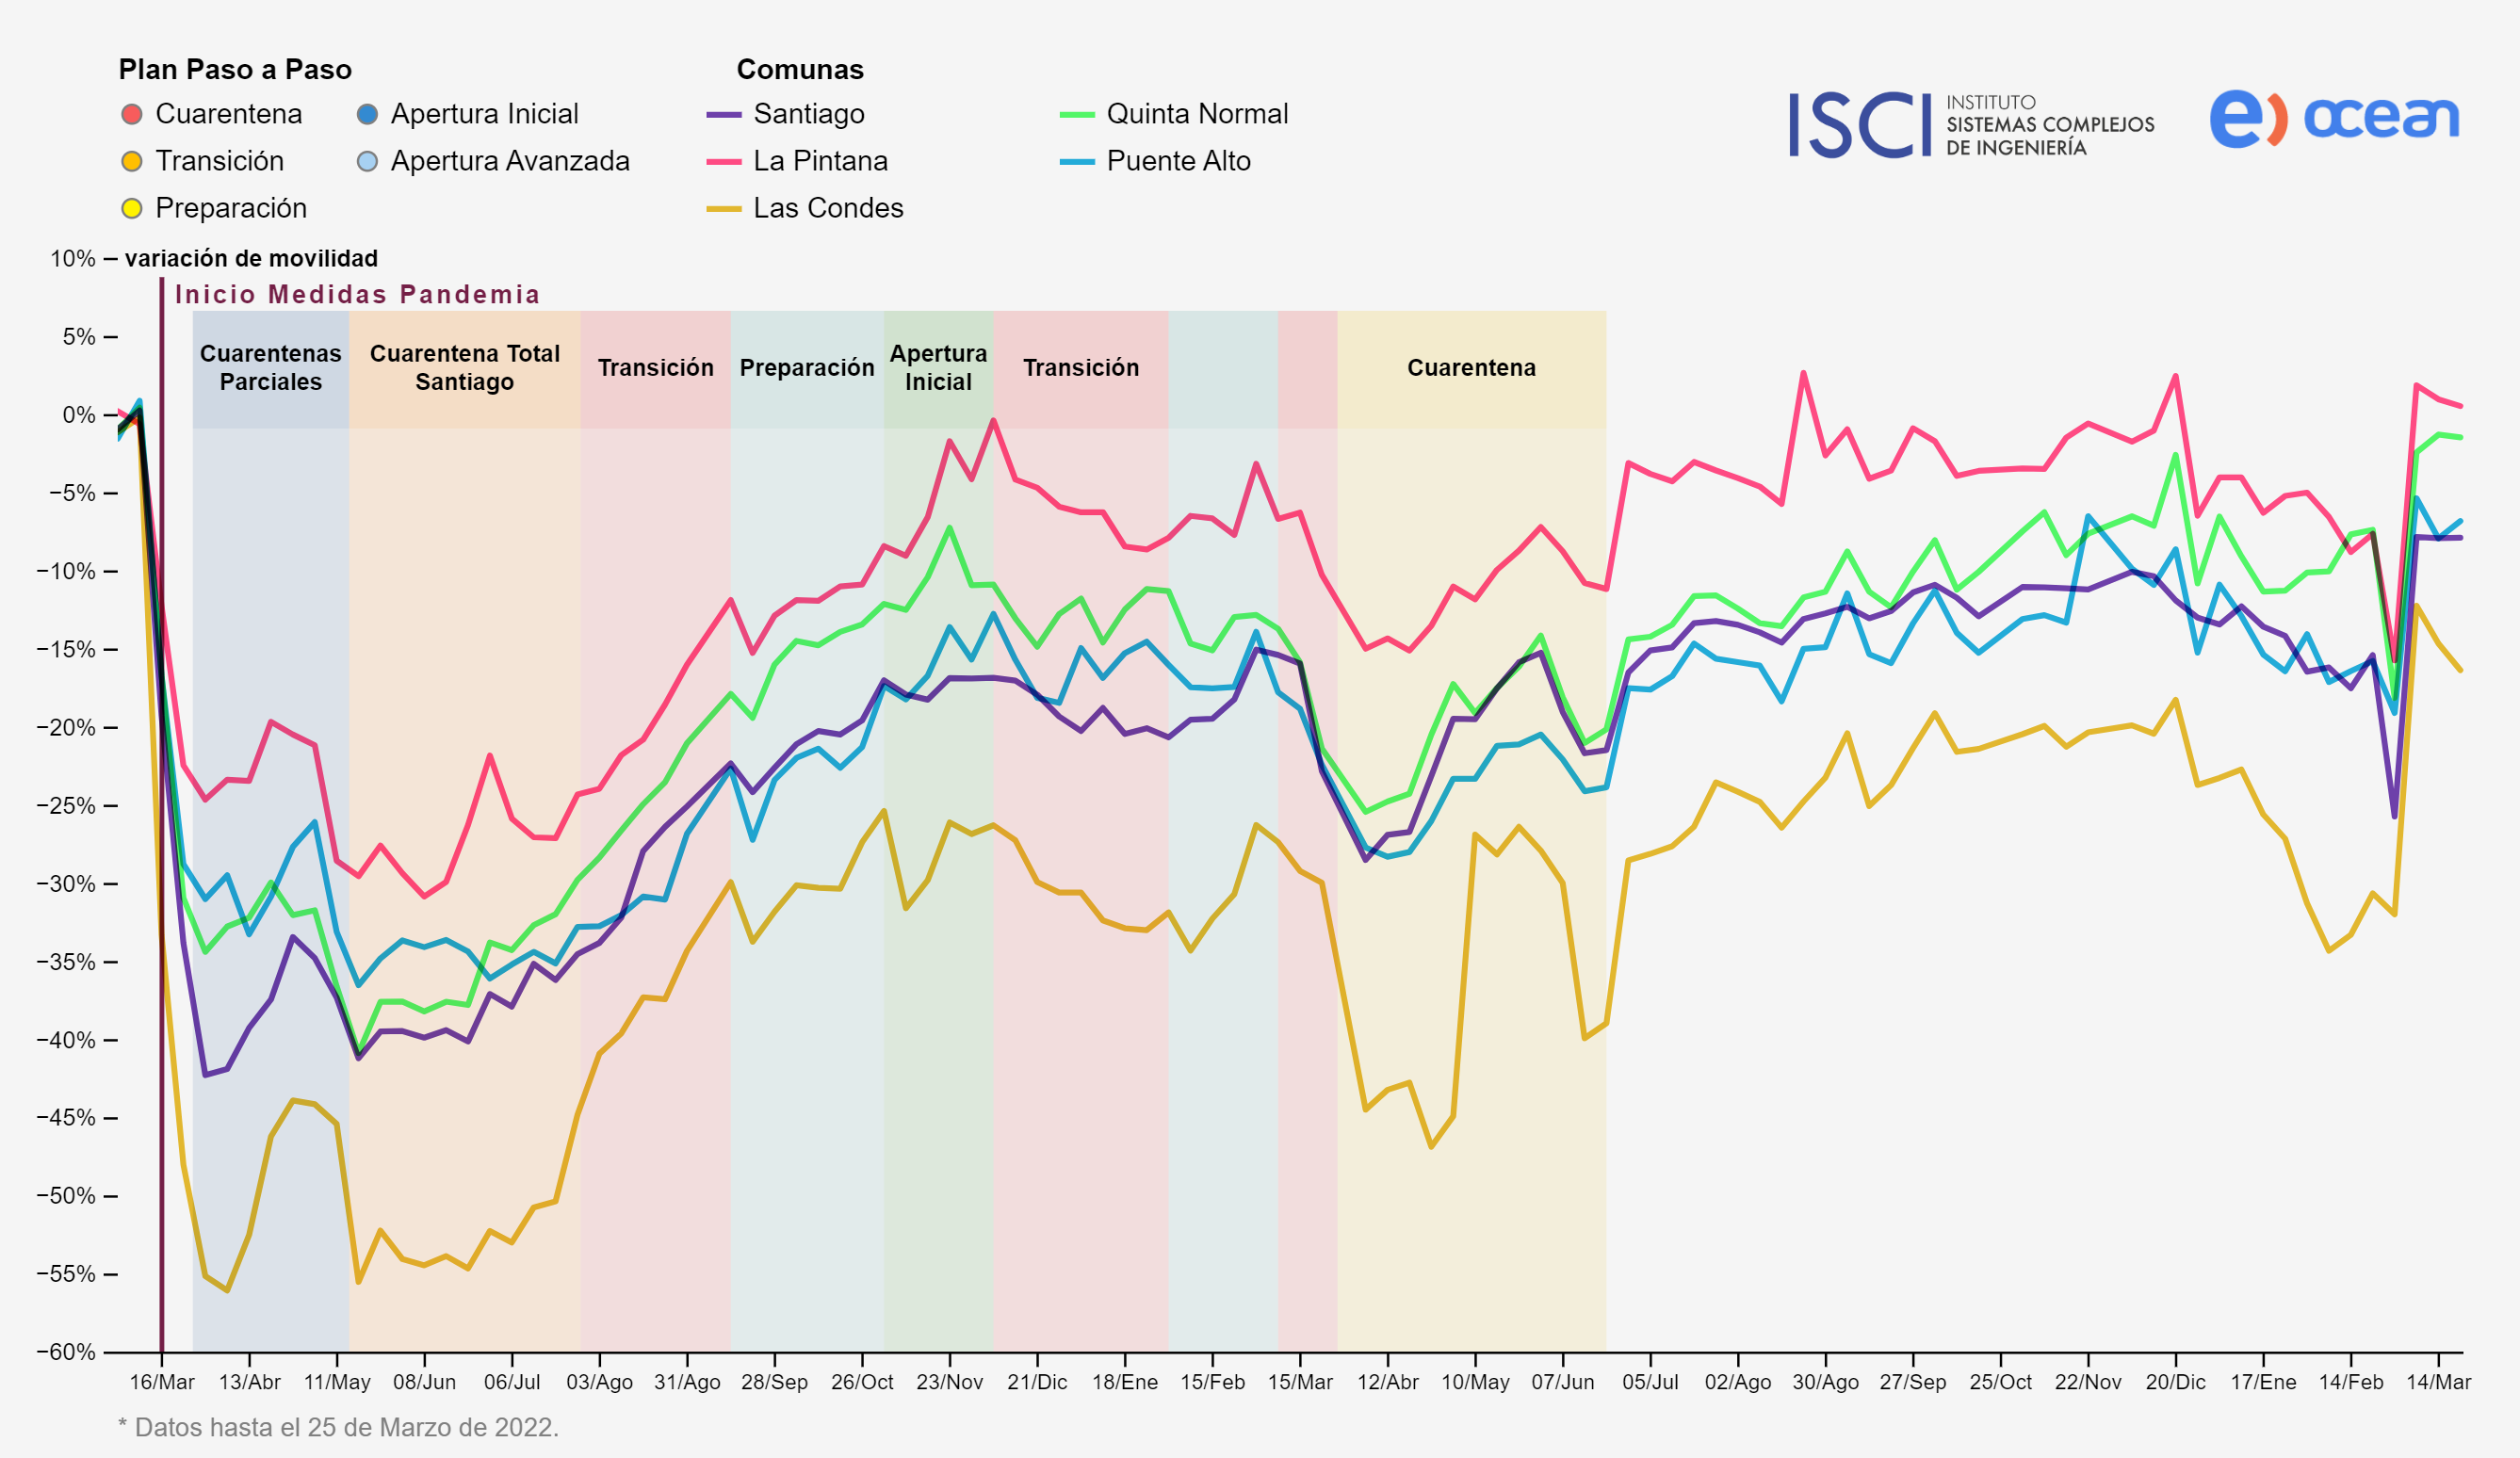 Plan Paso a Paso
Cuarentena
Transición
Preparación
Apertura Inicial
Apertura Avanzada
Comunas
Santiago
La Pintana
Las Condes
Quinta Normal
Puente Alto
ISCI
INSTITUTO
SISTEMAS COMPLEJOS
DE INGENIERÍA
e) ocean
variación de movilidad
Inicio Medidas Pandemia
Cuarentenas
Parciales
Cuarentena Total
Santiago
Transición
Preparación
Apertura
Inicial
Transición
Cuarentena
10%
5%
0%
−5%
−10%
−15%
−20%
−25%
−30%
−35%
−40%
−45%
−50%
−55%
−60%
16/Mar 13/Abr 11/May 08/Jun 06/Jul 03/Ago 31/Ago 28/Sep 26/Oct 23/Nov 21/Dic 18/Ene 15/Feb 15/Mar 12/Abr 10/May 07/Jun 05/Jul 02/Ago 30/Ago 27/Sep 25/Oct 22/Nov 20/Dic 17/Ene 14/Feb 14/Mar
* Datos hasta el 25 de Marzo de 2022.